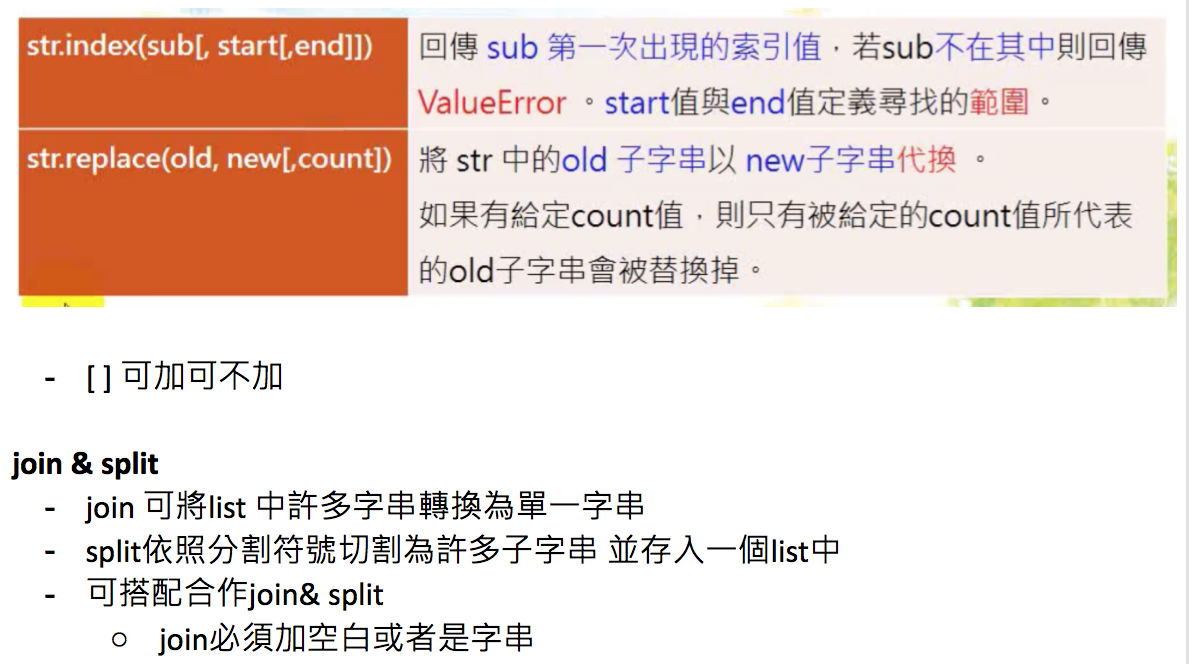 str.index(sub[, start[,end]])
回傳 sub 第一次出現的索引值，若sub不在其中則回傳
ValueError 。start值與end值定義尋找的範圍。
str.replace(old, new[,count])
將 str 中的old 子字串以 new子字串代換 。
如果有給定count值，則只有被給定的count值所代表
的old子字串會被替換掉。
- [ ] 可加可不加
join & split
- join 可將list 中許多字串轉換為單一字串
- split依照分割符號切割為許多子字串 並存入一個list中
- 可搭配合作join& split
○ join必須加空白或者是字串